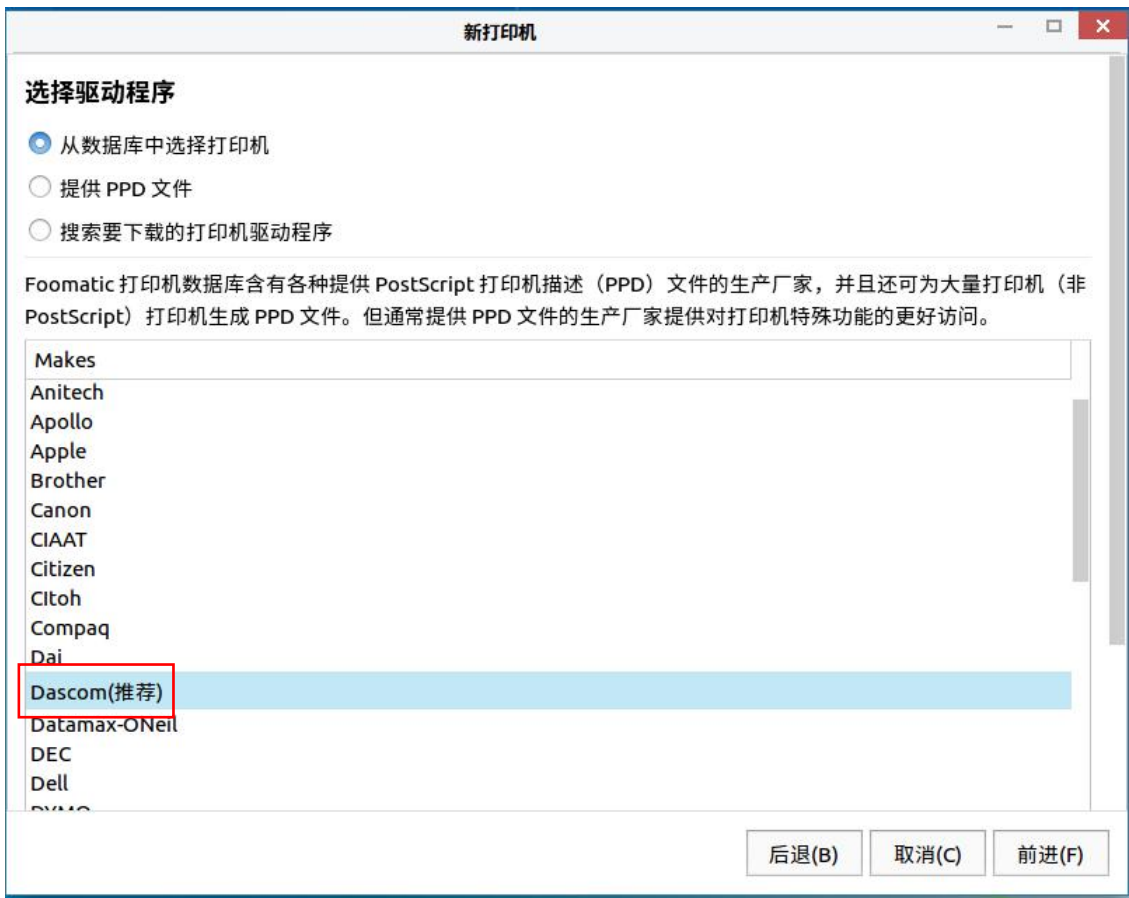 新打印机
选择驱动程序
从数据库中选择打印机
提供 PPD 文件
搜索要下载的打印机驱动程序
Foomatic 打印机数据库含有各种提供 PostScript 打印机描述（PPD）文件的生产厂家，并且还可为大量打印机（非
PostScript）打印机生成 PPD 文件。但通常提供 PPD 文件的生产厂家提供对打印机特殊功能的更好访问。
Makes
Anitech
Apollo
Apple
Brother
Canon
CIAAT
Citizen
CItoh
Compaq
Dai
Dascom(推荐)
Datamax-ONeil
DEC
Dell
后退(B)
取消(C)
前进(F)